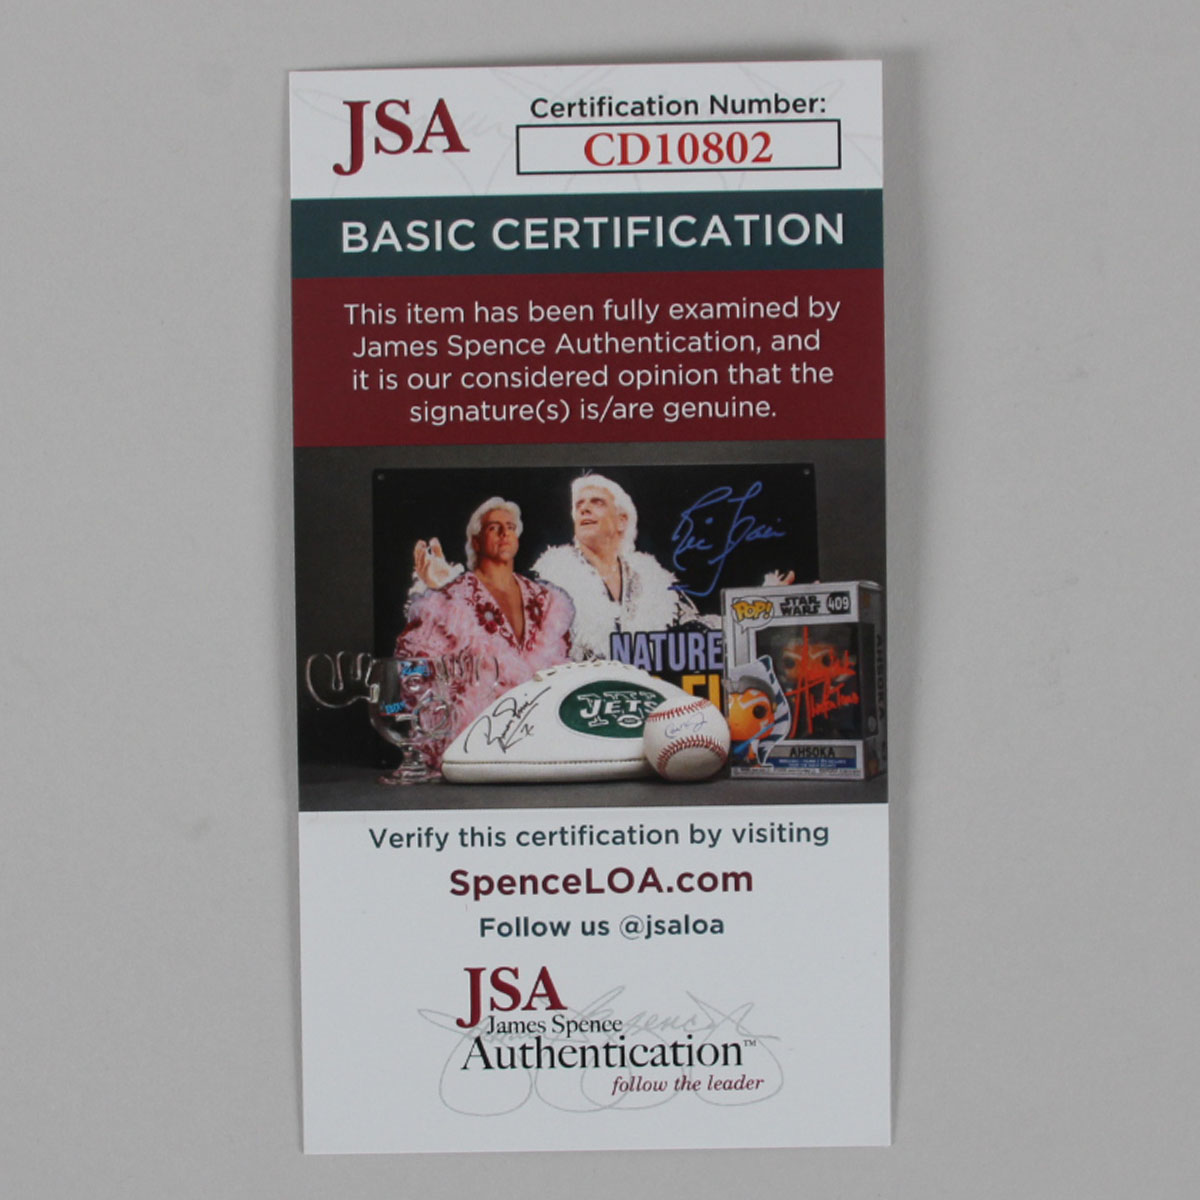 JSA
Certification Number:
CD10802
BASIC CERTIFICATION
This item has been fully examined by
James Spence Authentication, and
it is our considered opinion that the
signature(s) is/are genuine.
Ric Flair
NATURE
POP!
STAR
WARS
409
JETS
AHSOKA
Verify this certification by visiting
SpenceLOA.com
Follow us @jsaloa
JSA
James Spence
Authentication™
follow the leader